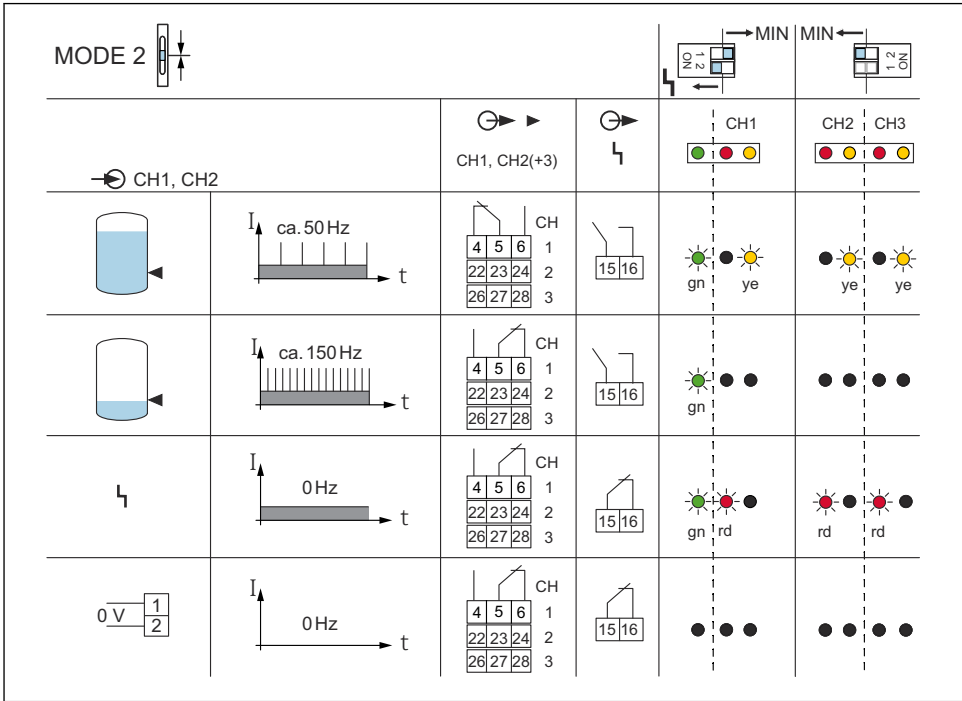 MODE 2
MIN MIN
1 2
ON
1 2
ON
CH1, CH2
CH1, CH2(+3)
CH1
CH2 CH3
I ca. 50 Hz
t
CH
4 5 6 1
22 23 24 2
26 27 28 3
15 16
gn ye
ye ye
I ca. 150 Hz
t
CH
4 5 6 1
22 23 24 2
26 27 28 3
15 16
gn
I 0 Hz
t
CH
4 5 6 1
22 23 24 2
26 27 28 3
15 16
gn rd
rd rd
0 V 1
2
I 0 Hz
t
CH
4 5 6 1
22 23 24 2
26 27 28 3
15 16